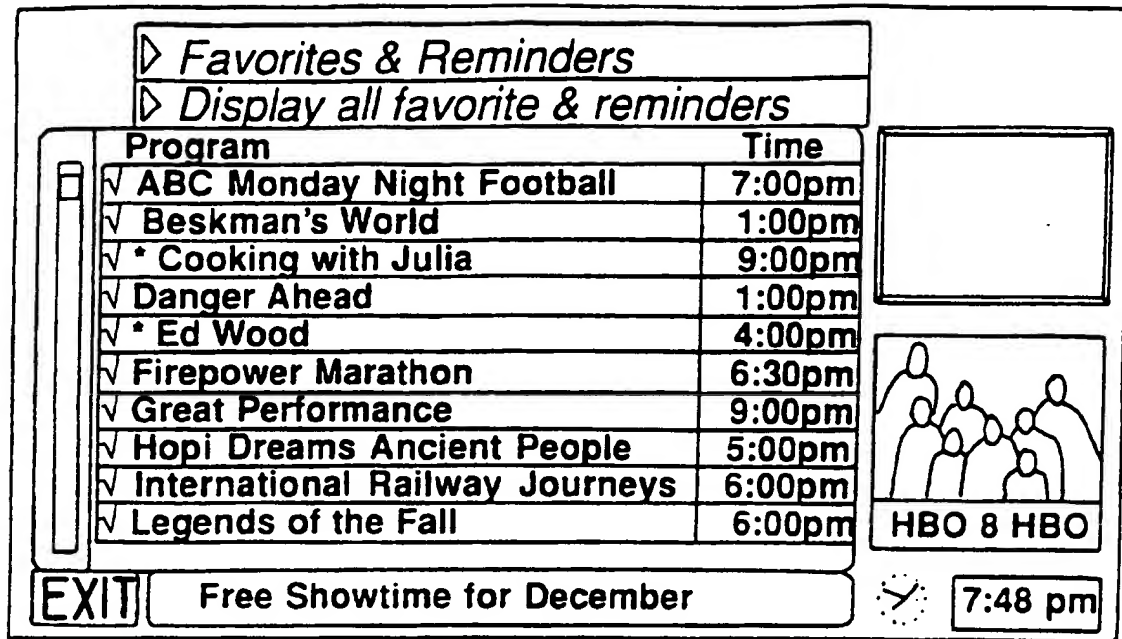 ▷ Favorites & Reminders
▷ Display all favorite & reminders
Program Time
√ ABC Monday Night Football 7:00pm
√ Beskman's World 1:00pm
√ * Cooking with Julia 9:00pm
√ Danger Ahead 1:00pm
√ * Ed Wood 4:00pm
√ Firepower Marathon 6:30pm
√ Great Performance 9:00pm
√ Hopi Dreams Ancient People 5:00pm
√ International Railway Journeys 6:00pm
√ Legends of the Fall 6:00pm
HBO 8 HBO
EXIT Free Showtime for December 7:48 pm